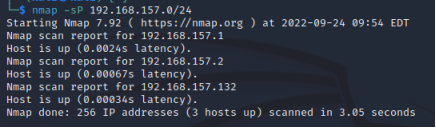 $ nmap -sP 192.168.157.0/24
Starting Nmap 7.92 ( https://nmap.org ) at 2022-09-24 09:54 EDT
Nmap scan report for 192.168.157.1
Host is up (0.0024s latency).
Nmap scan report for 192.168.157.2
Host is up (0.00067s latency).
Nmap scan report for 192.168.157.132
Host is up (0.00034s latency).
Nmap done: 256 IP addresses (3 hosts up) scanned in 3.05 seconds